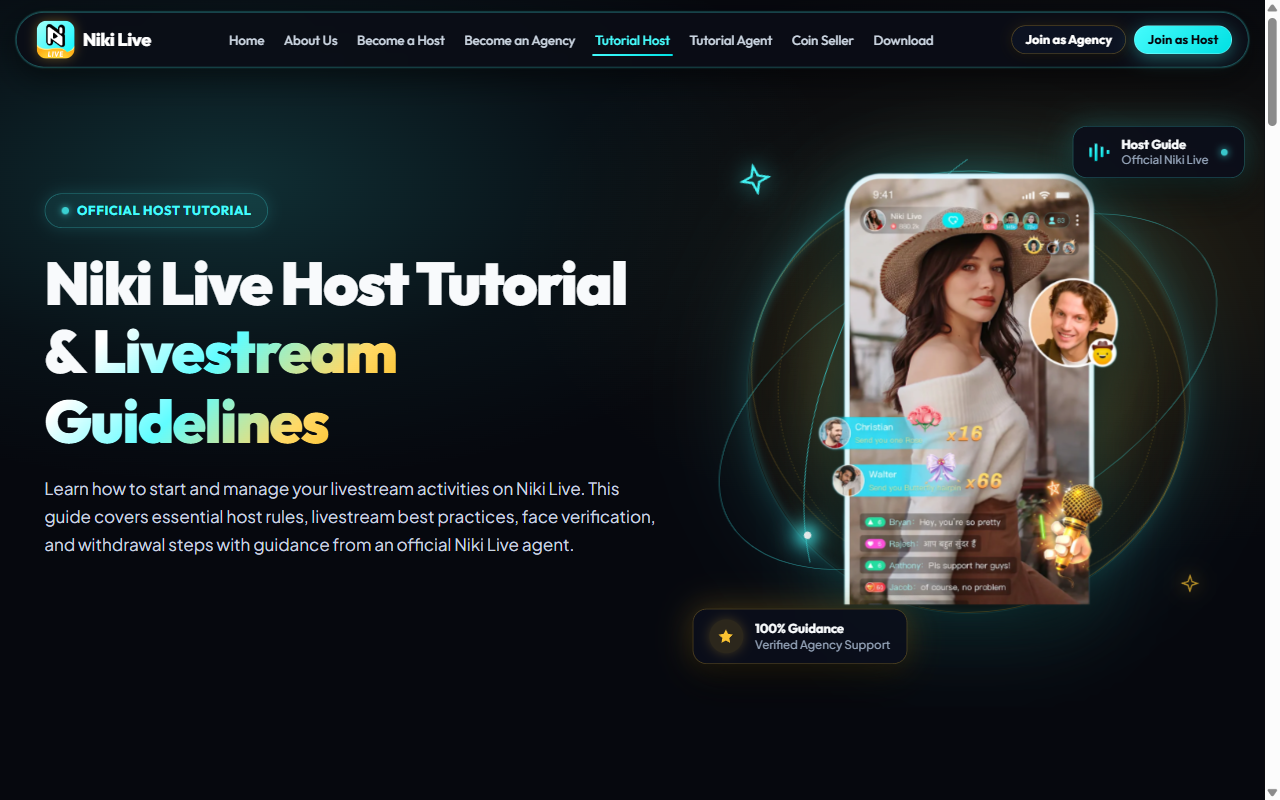 LIVE
Niki Live
Home
About Us
Become a Host
Become an Agency
Tutorial Host
Tutorial Agent
Coin Seller
Download
Join as Agency
Join as Host
Host Guide
Official Niki Live
OFFICIAL HOST TUTORIAL
Niki Live Host Tutorial
& Livestream
Guidelines
Learn how to start and manage your livestream activities on Niki Live. This
guide covers essential host rules, livestream best practices, face verification,
and withdrawal steps with guidance from an official Niki Live agent.
9:41
Niki Live
Christian
Send you one
x16
Walter
Send you
x66
Bryan: Hey, you're so pretty
Rajesh: आप बहुत सुंदर हैं
Anthony: Pls support her guys!
Jacob: of course, no problem
100% Guidance
Verified Agency Support